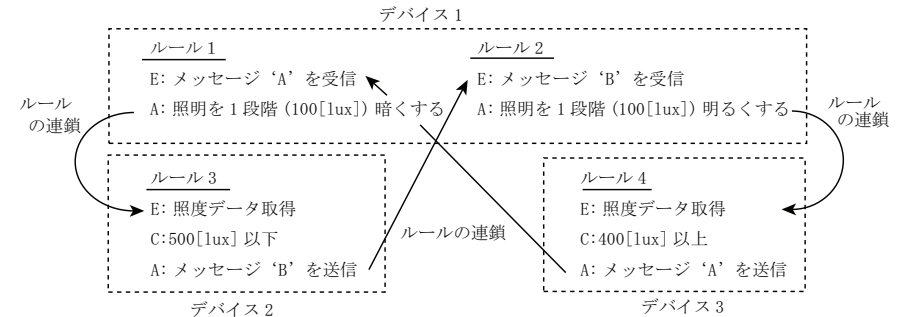 デバイス1
ルール1
E: メッセージ‘A’を受信
A: 照明を1段階 (100[lux]) 暗くする
ルール2
E: メッセージ‘B’を受信
A: 照明を1段階 (100[lux]) 明るくする
ルール
の連鎖
ルール
の連鎖
ルール3
E: 照度データ取得
C:500[lux] 以下
A: メッセージ‘B’を送信
デバイス2
ルールの連鎖
ルール4
E: 照度データ取得
C:400[lux] 以上
A: メッセージ‘A’を送信
デバイス3